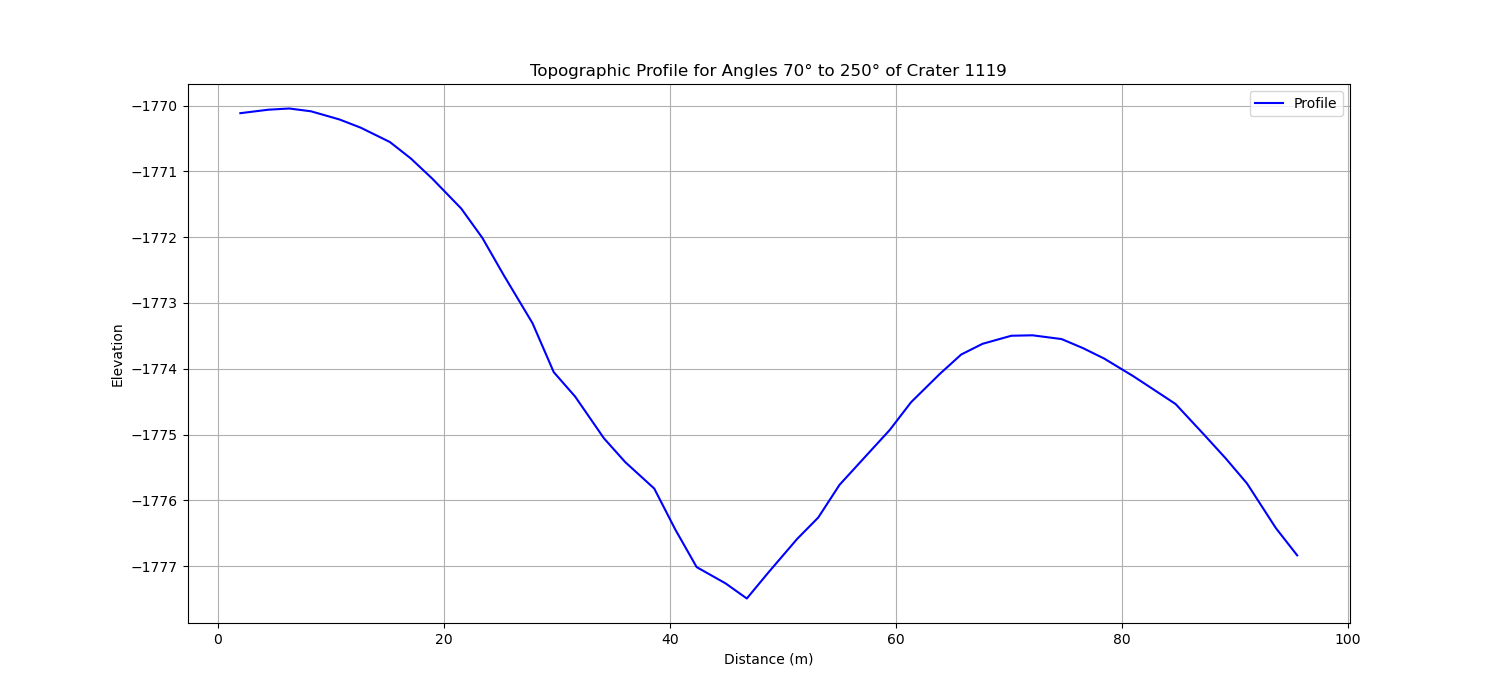 Topographic Profile for Angles 70° to 250° of Crater 1119
Profile
−1770
−1771
−1772
−1773
−1774
−1775
−1776
−1777
Elevation
0 20 40 60 80 100
Distance (m)